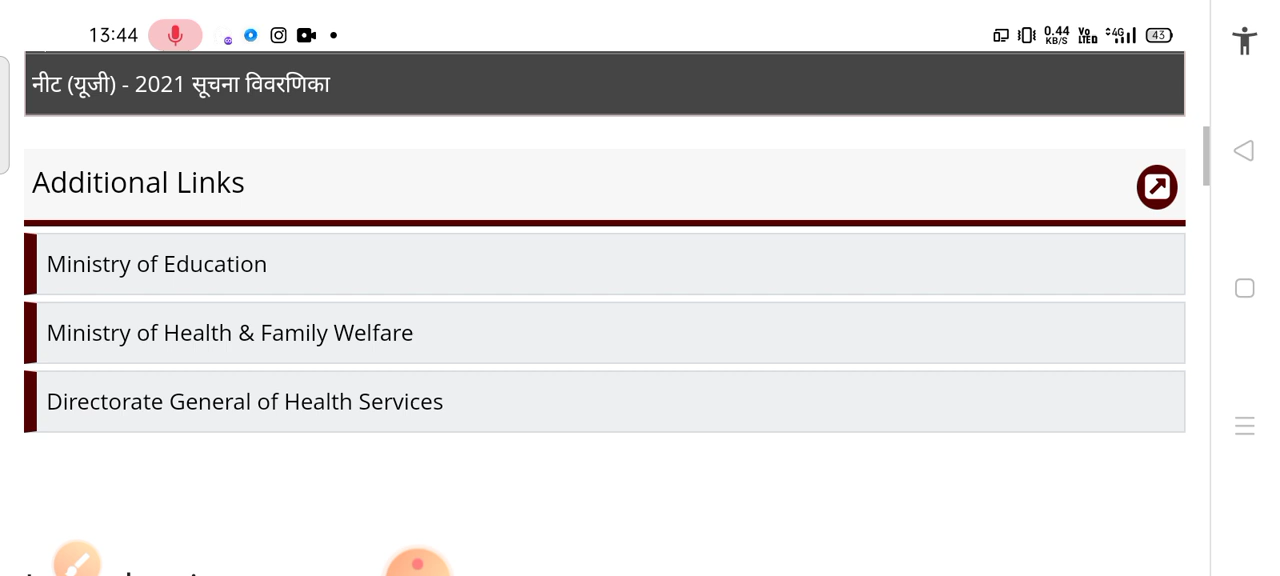 13:44 0.44 KB/S Vo LTE 4G 43
नीट (यूजी) - 2021 सूचना विवरणिका
Additional Links
Ministry of Education
Ministry of Health & Family Welfare
Directorate General of Health Services